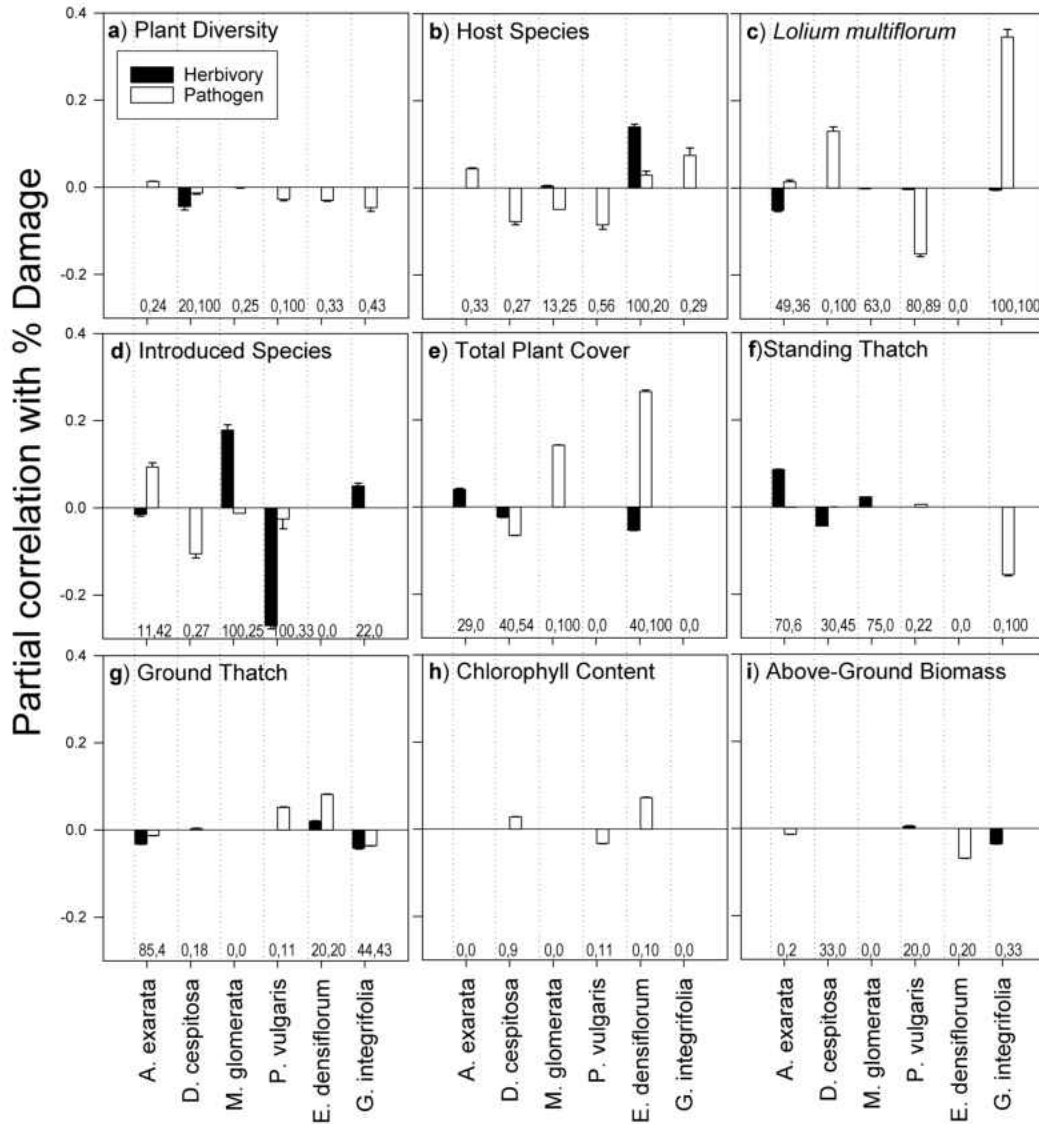 Partial correlation with % Damage
0.4
0.2
0.0
-0.2
a) Plant Diversity
Herbivory
Pathogen
0,24 20,100 0,25 0,100 0,33 0,43
b) Host Species
0,33 0,27 13,25 0,56 100,20 0,29
c) Lolium multiflorum
49,36 0,100 63,0 80,89 0,0 100,100
0.4
0.2
0.0
-0.2
d) Introduced Species
11,42 0,27 100,25 100,33 0,0 22,0
e) Total Plant Cover
29,0 40,54 0,100 0,0 40,100 0,0
f)Standing Thatch
70,6 30,45 75,0 0,22 0,0 0,100
0.4
0.2
0.0
-0.2
g) Ground Thatch
85,4 0,18 0,0 0,11 20,20 44,43
h) Chlorophyll Content
0,0 0,9 0,0 0,11 0,10 0,0
i) Above-Ground Biomass
0,2 33,0 0,0 20,0 0,20 0,33
A. exarata
D. cespitosa
M. glomerata
P. vulgaris
E. densiflorum
G. integrifolia
A. exarata
D. cespitosa
M. glomerata
P. vulgaris
E. densiflorum
G. integrifolia
A. exarata
D. cespitosa
M. glomerata
P. vulgaris
E. densiflorum
G. integrifolia